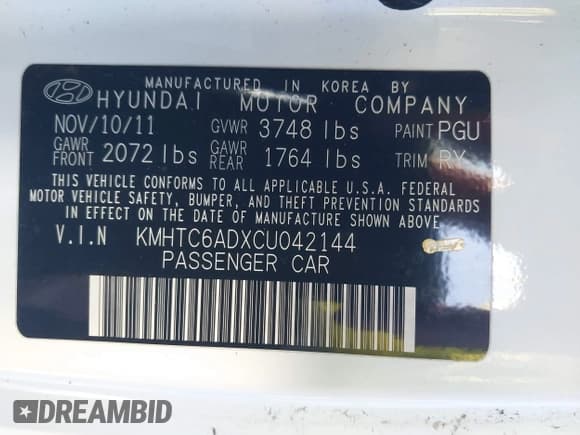 MANUFACTURED IN KOREA BY
HYUNDAI MOTOR COMPANY
NOV/10/11 GVWR 3748 lbs PAINT PGU
GAWR FRONT 2072 lbs GAWR REAR 1764 lbs TRIM RY
THIS VEHICLE CONFORMS TO ALL APPLICABLE U.S.A. FEDERAL
MOTOR VEHICLE SAFETY, BUMPER, AND THEFT PREVENTION STANDARDS
IN EFFECT ON THE DATE OF MANUFACTURE SHOWN ABOVE
V.I.N KMHTC6ADXCU042144
PASSENGER CAR
DREAMBID